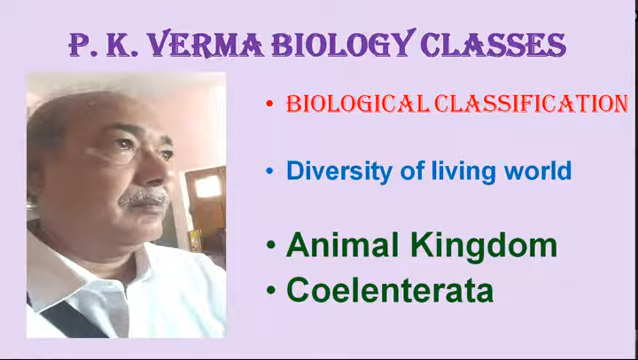 P. K. VERMA BIOLOGY CLASSES
• BIOLOGICAL CLASSIFICATION
• Diversity of living world
• Animal Kingdom
• Coelenterata